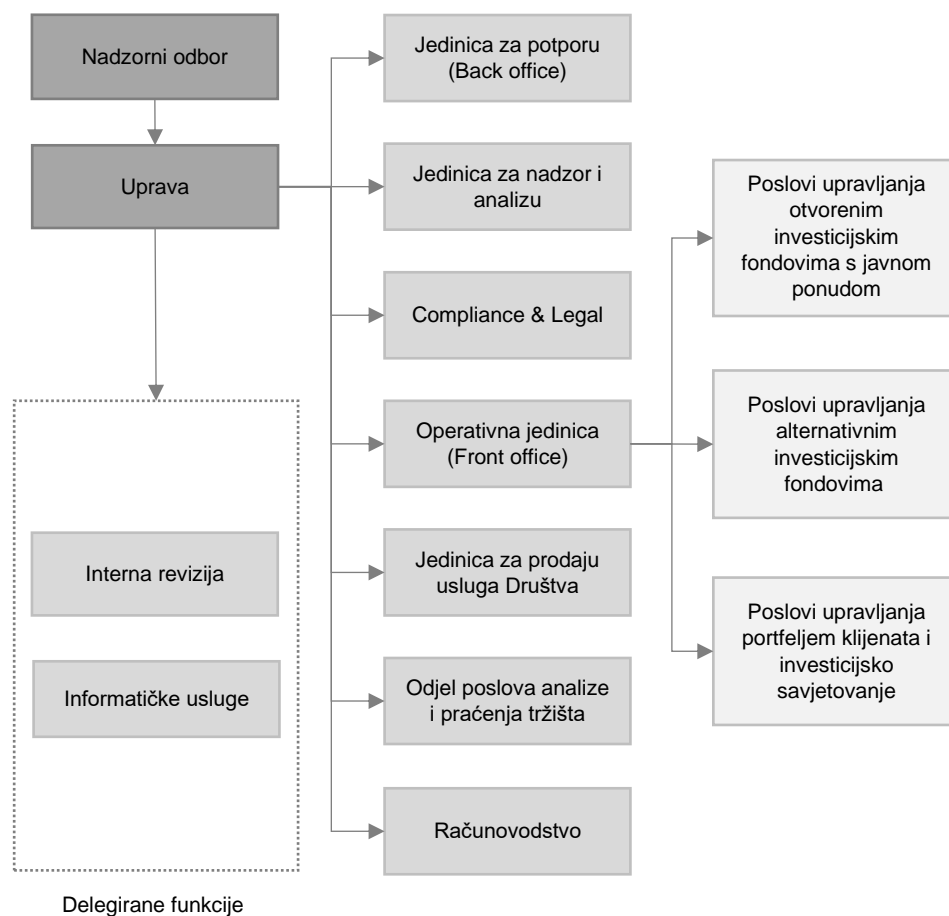 Nadzorni odbor
Uprava
Jedinica za potporu
(Back office)
Jedinica za nadzor i
analizu
Compliance & Legal
Operativna jedinica
(Front office)
Jedinica za prodaju
usluga Društva
Odjel poslova analize
i praćenja tržišta
Računovodstvo
Poslovi upravljanja
otvorenim
investicijskim
fondovima s javnom
ponudom
Poslovi upravljanja
alternativnim
investicijskim
fondovima
Poslovi upravljanja
portfeljem klijenata i
investicijsko
savjetovanje
Interna revizija
Informatičke usluge
Delegirane funkcije